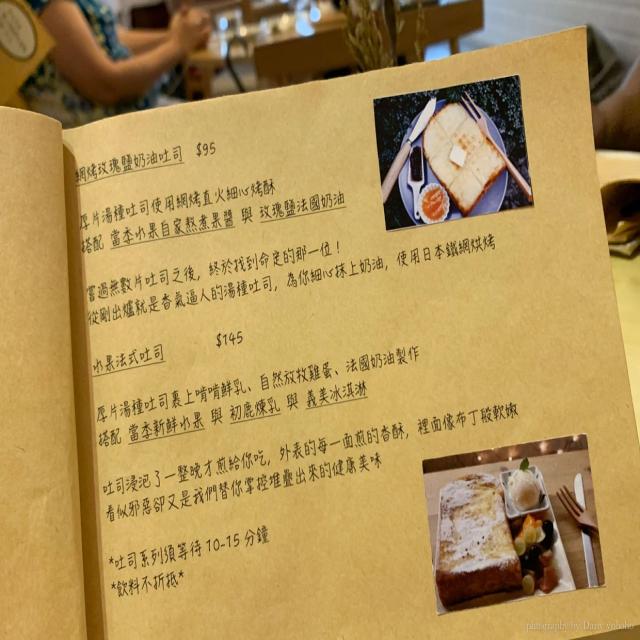 網烤玫瑰鹽奶油吐司 $95
厚片湯種吐司使用網烤直火細心烤酥
搭配 當季水果自家熬煮果醬 與 玫瑰鹽法國奶油
嘗過無數片吐司之後，終於找到命定的那一位！
從剛出爐就是香氣逼人的湯種吐司，為你細心抹上奶油，使用日本鐵網烘烤
水果法式吐司 $145
厚片湯種吐司裹上啃啃鮮乳、自然放牧雞蛋、法國奶油製作
搭配 當季新鮮水果 與 初鹿煉乳 與 義美冰淇淋
吐司浸泡了一整晚才煎給你吃，外表的每一面煎的香酥，裡面像布丁般軟嫩
看似邪惡卻又是我們替你掌控堆疊出來的健康美味
*吐司系列須等待 10-15 分鐘
*飲料不折抵*
photography by Damy yohoho